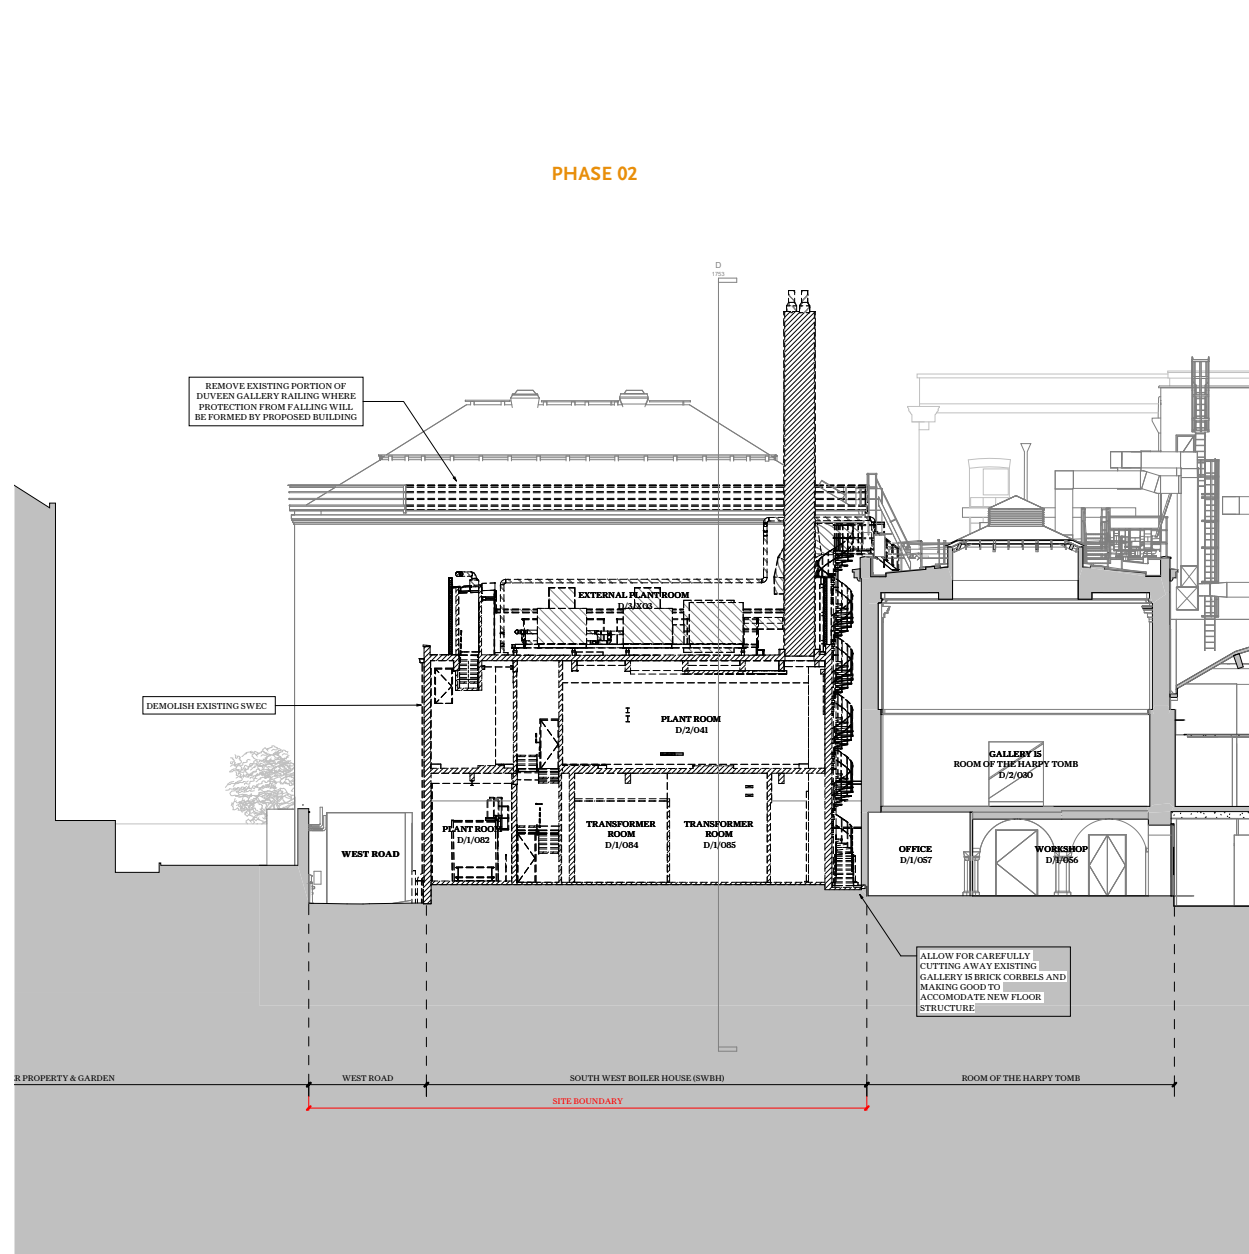 PHASE 02
D
1753
REMOVE EXISTING PORTION OF
DUVEEN GALLERY RAILING WHERE
PROTECTION FROM FALLING WILL
BE FORMED BY PROPOSED BUILDING
EXTERNAL PLANT ROOM
D/3/X03
DEMOLISH EXISTING SWEC
PLANT ROOM
D/2/041
GALLERY 15
ROOM OF THE HARPY TOMB
D/2/030
PLANT ROOM
D/1/082
TRANSFORMER
ROOM
D/1/084
TRANSFORMER
ROOM
D/1/085
WEST ROAD
OFFICE
D/1/057
WORKSHOP
D/1/056
ALLOW FOR CAREFULLY
CUTTING AWAY EXISTING
GALLERY 15 BRICK CORBELS AND
MAKING GOOD TO
ACCOMODATE NEW FLOOR
STRUCTURE
R PROPERTY & GARDEN
WEST ROAD
SOUTH WEST BOILER HOUSE (SWBH)
ROOM OF THE HARPY TOMB
SITE BOUNDARY